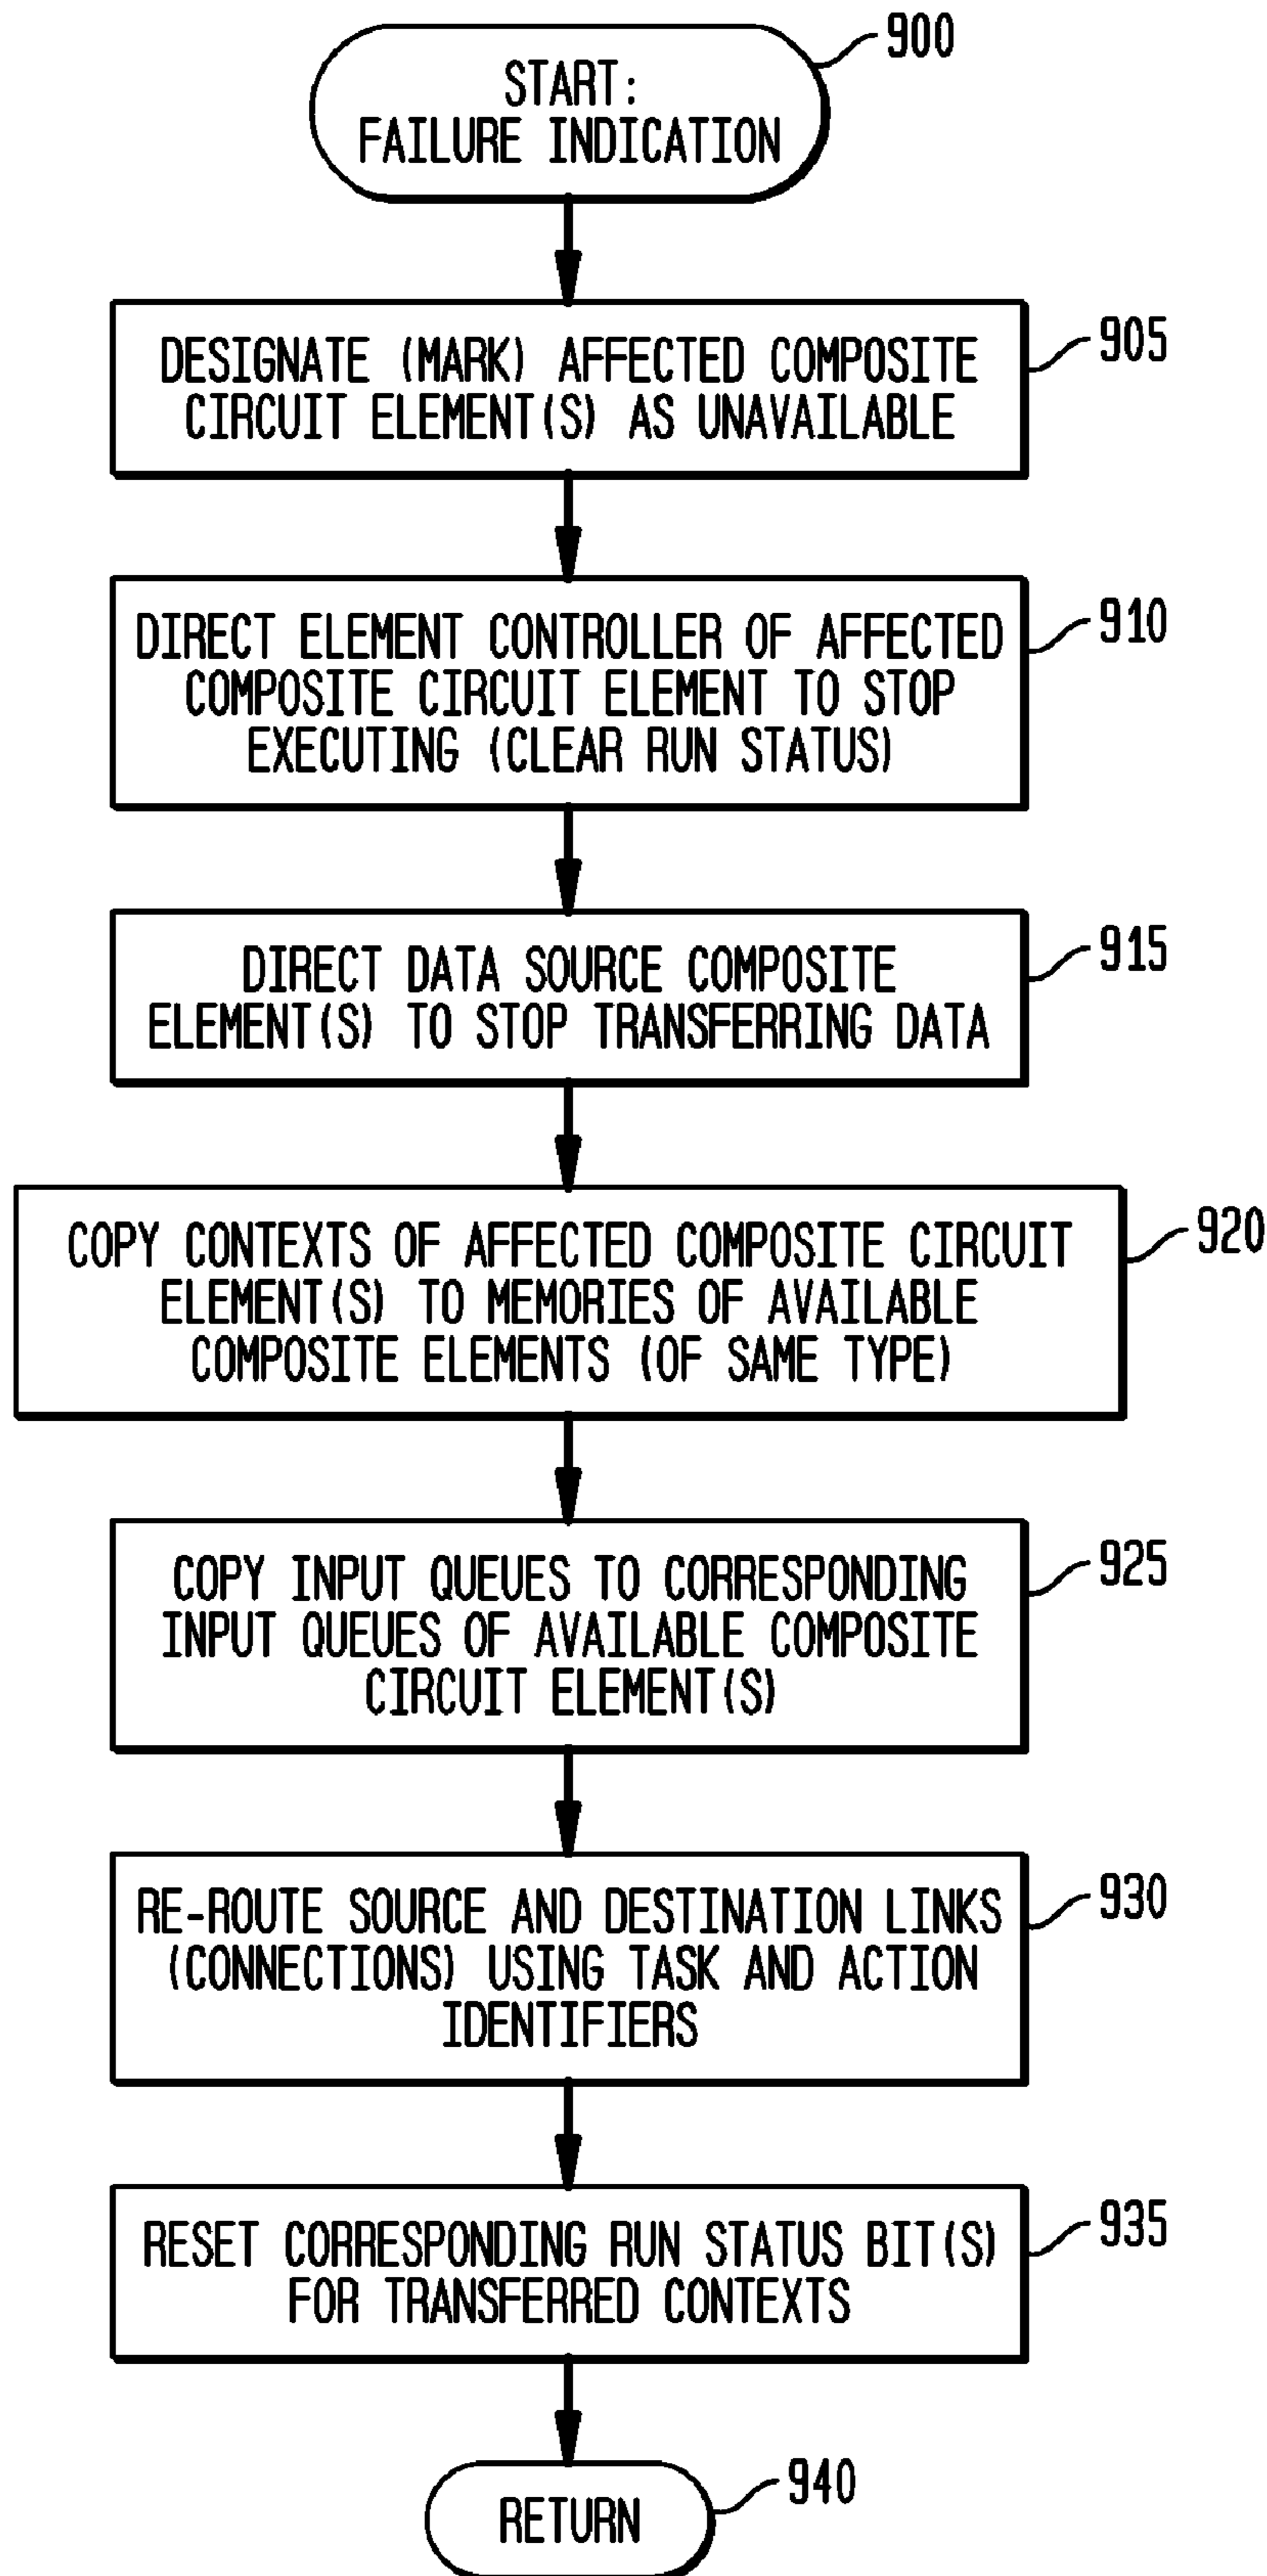 900
START:
FAILURE INDICATION
905
DESIGNATE (MARK) AFFECTED COMPOSITE
CIRCUIT ELEMENT(S) AS UNAVAILABLE
910
DIRECT ELEMENT CONTROLLER OF AFFECTED
COMPOSITE CIRCUIT ELEMENT TO STOP
EXECUTING (CLEAR RUN STATUS)
915
DIRECT DATA SOURCE COMPOSITE
ELEMENT(S) TO STOP TRANSFERRING DATA
920
COPY CONTEXTS OF AFFECTED COMPOSITE CIRCUIT
ELEMENT(S) TO MEMORIES OF AVAILABLE
COMPOSITE ELEMENTS (OF SAME TYPE)
925
COPY INPUT QUEUES TO CORRESPONDING
INPUT QUEUES OF AVAILABLE COMPOSITE
CIRCUIT ELEMENT(S)
930
RE-ROUTE SOURCE AND DESTINATION LINKS
(CONNECTIONS) USING TASK AND ACTION
IDENTIFIERS
935
RESET CORRESPONDING RUN STATUS BIT(S)
FOR TRANSFERRED CONTEXTS
940
RETURN